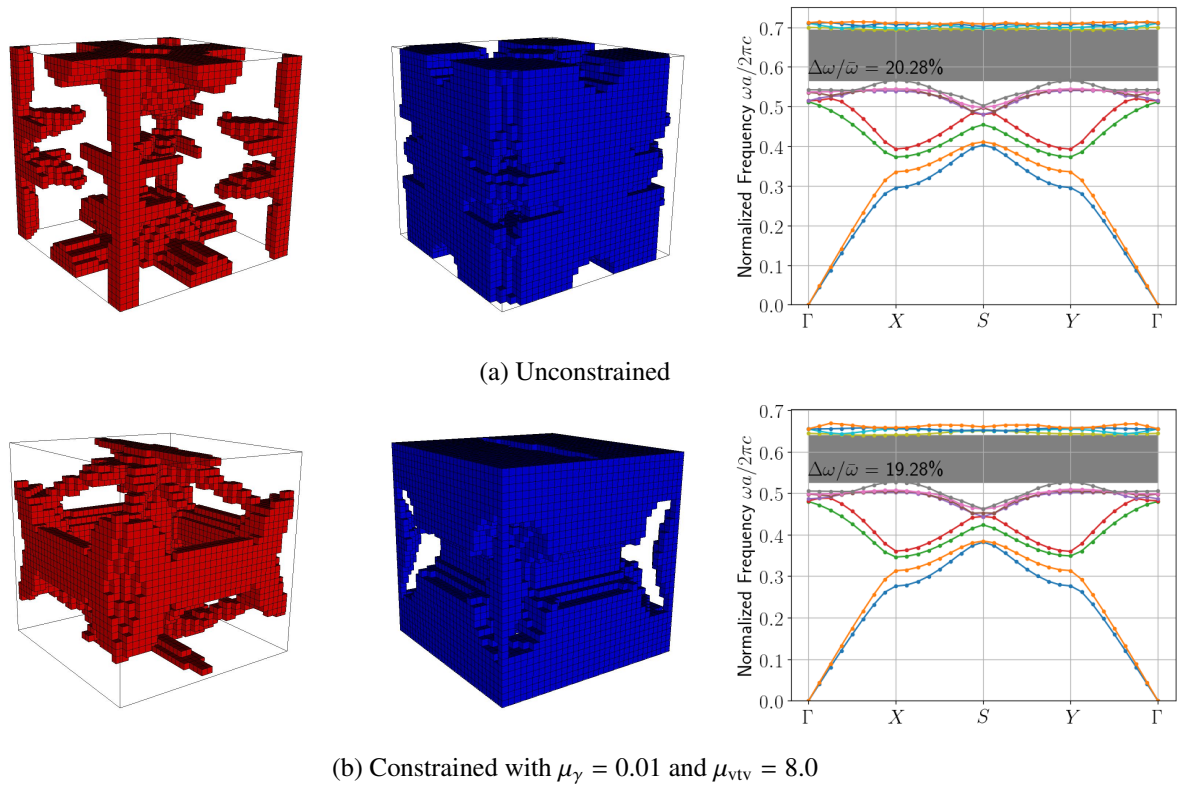 0.7
0.6
0.5
0.4
0.3
0.2
0.1
0.0
Normalized Frequency ωa/2πc
Δω/ω̄ = 20.28%
Γ X S Y Γ
(a) Unconstrained
0.7
0.6
0.5
0.4
0.3
0.2
0.1
0.0
Normalized Frequency ωa/2πc
Δω/ω̄ = 19.28%
Γ X S Y Γ
(b) Constrained with μγ = 0.01 and μvtv = 8.0